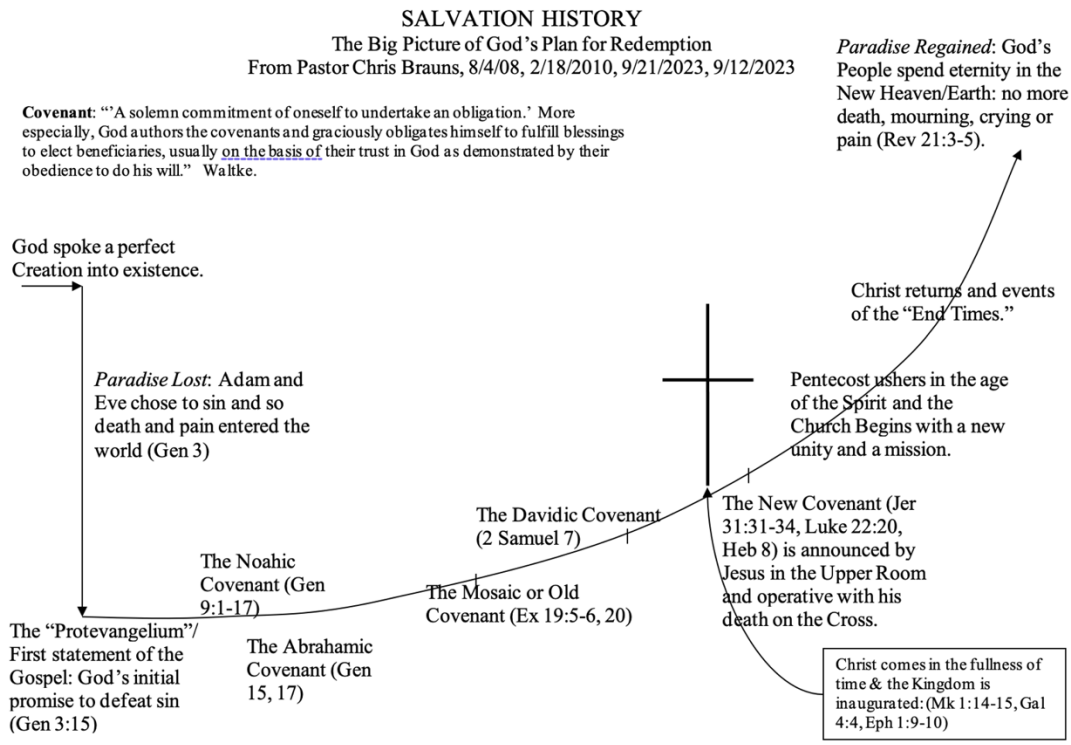 SALVATION HISTORY
The Big Picture of God's Plan for Redemption
From Pastor Chris Brauns, 8/4/08, 2/18/2010, 9/21/2023, 9/12/2023
Covenant: “’A solemn commitment of oneself to undertake an obligation.’ More
especially, God authors the covenants and graciously obligates himself to fulfill blessings
to elect beneficiaries, usually on the basis of their trust in God as demonstrated by their
obedience to do his will.” Waltke.
Paradise Regained: God’s
People spend eternity in the
New Heaven/Earth: no more
death, mourning, crying or
pain (Rev 21:3-5).
God spoke a perfect
Creation into existence.
Paradise Lost: Adam and
Eve chose to sin and so
death and pain entered the
world (Gen 3)
The “Protevangelium”/
First statement of the
Gospel: God’s initial
promise to defeat sin
(Gen 3:15)
The Noahic
Covenant (Gen
9:1-17)
The Abrahamic
Covenant (Gen
15, 17)
The Mosaic or Old
Covenant (Ex 19:5-6, 20)
The Davidic Covenant
(2 Samuel 7)
The New Covenant (Jer
31:31-34, Luke 22:20,
Heb 8) is announced by
Jesus in the Upper Room
and operative with his
death on the Cross.
Christ comes in the fullness of
time & the Kingdom is
inaugurated: (Mk 1:14-15, Gal
4:4, Eph 1:9-10)
Pentecost ushers in the age
of the Spirit and the
Church Begins with a new
unity and a mission.
Christ returns and events
of the “End Times.”